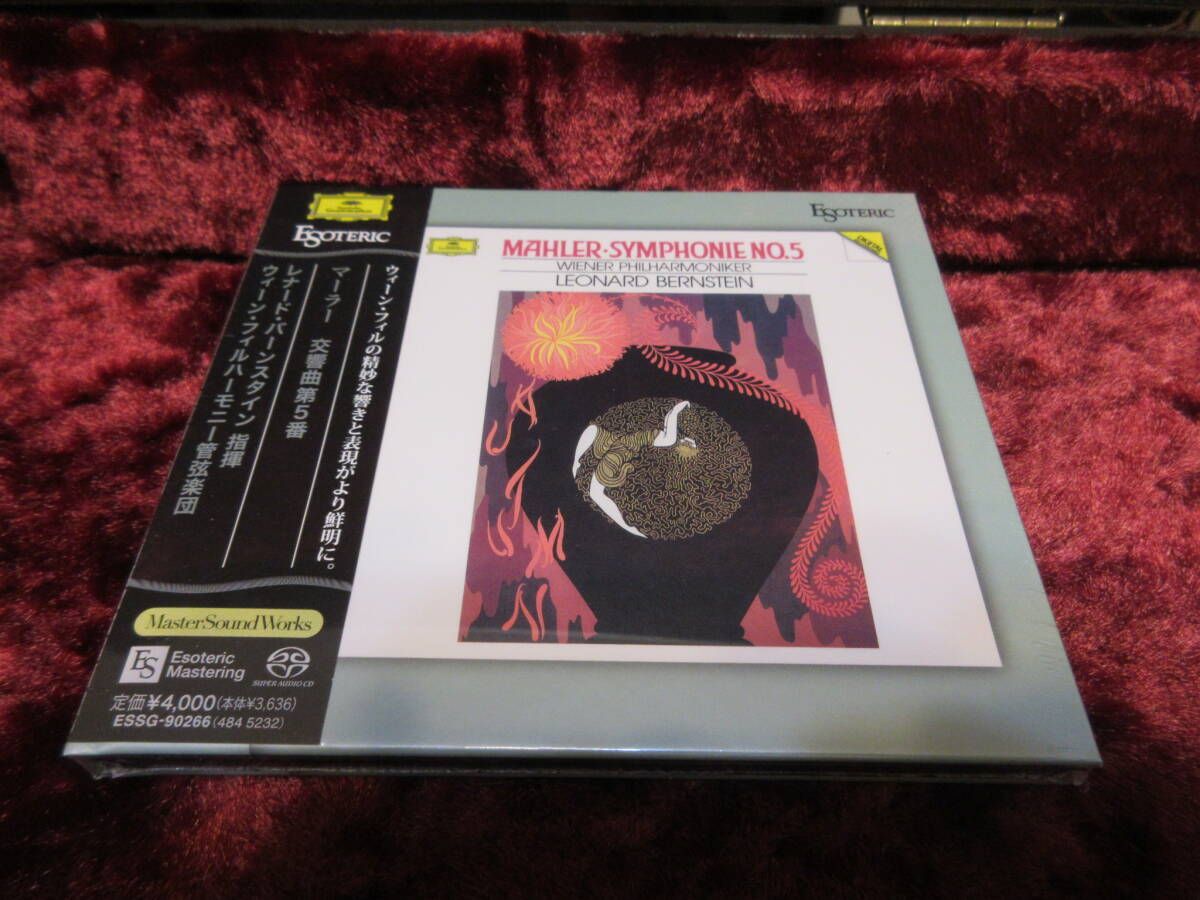 ESOTERIC
ウィーン・フィルの精妙な響きと表現がより鮮明に。
マーラー 交響曲第5番
レナード・バーンスタイン 指揮
ウィーン・フィルハーモニー管弦楽団
MasterSoundWorks
ES
Esoteric
Mastering
SUPER AUDIO CD
定価¥4,000(本体¥3,636)
ESSG-90266(484 5232)
ESOTERIC
DIGITAL
MAHLER·SYMPHONIE NO.5
WIENER PHILHARMONIKER
LEONARD BERNSTEIN